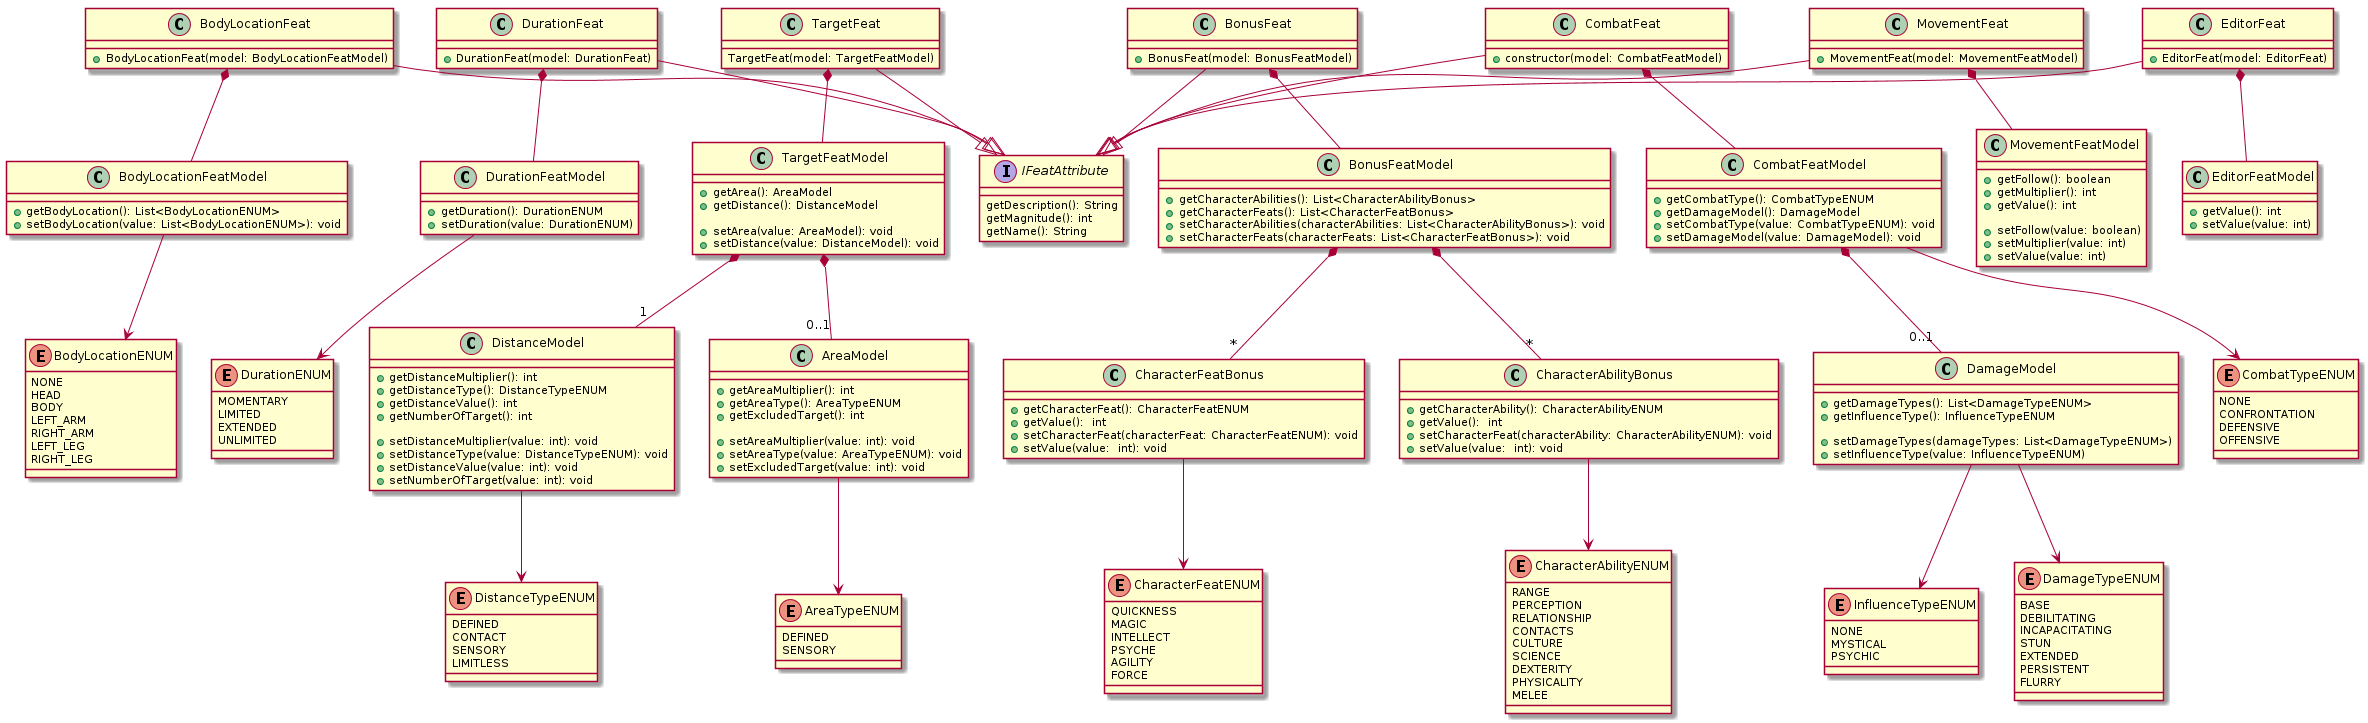 C BodyLocationFeat
BodyLocationFeat(model: BodyLocationFeatModel)
C DurationFeat
DurationFeat(model: DurationFeat)
C TargetFeat
TargetFeat(model: TargetFeatModel)
C BonusFeat
BonusFeat(model: BonusFeatModel)
C CombatFeat
constructor(model: CombatFeatModel)
C MovementFeat
MovementFeat(model: MovementFeatModel)
C EditorFeat
EditorFeat(model: EditorFeat)
C BodyLocationFeatModel
getBodyLocation(): List<BodyLocationENUM>
setBodyLocation(value: List<BodyLocationENUM>): void
C DurationFeatModel
getDuration(): DurationENUM
setDuration(value: DurationENUM)
C TargetFeatModel
getArea(): AreaModel
getDistance(): DistanceModel
setArea(value: AreaModel): void
setDistance(value: DistanceModel): void
I IFeatAttribute
getDescription(): String
getMagnitude(): int
getName(): String
C BonusFeatModel
getCharacterAbilities(): List<CharacterAbilityBonus>
getCharacterFeats(): List<CharacterFeatBonus>
setCharacterAbilities(characterAbilities: List<CharacterAbilityBonus>): void
setCharacterFeats(characterFeats: List<CharacterFeatBonus>): void
C CombatFeatModel
getCombatType(): CombatTypeENUM
getDamageModel(): DamageModel
setCombatType(value: CombatTypeENUM): void
setDamageModel(value: DamageModel): void
C MovementFeatModel
getFollow(): boolean
getMultiplier(): int
getValue(): int
setFollow(value: boolean)
setMultiplier(value: int)
setValue(value: int)
C EditorFeatModel
getValue(): int
setValue(value: int)
1
0..1
*
*
0..1
E BodyLocationENUM
NONE
HEAD
BODY
LEFT_ARM
RIGHT_ARM
LEFT_LEG
RIGHT_LEG
E DurationENUM
MOMENTARY
LIMITED
EXTENDED
UNLIMITED
C DistanceModel
getDistanceMultiplier(): int
getDistanceType(): DistanceTypeENUM
getDistanceValue(): int
getNumberOfTarget(): int
setDistanceMultiplier(value: int): void
setDistanceType(value: DistanceTypeENUM): void
setDistanceValue(value: int): void
setNumberOfTarget(value: int): void
C AreaModel
getAreaMultiplier(): int
getAreaType(): AreaTypeENUM
getExcludedTarget(): int
setAreaMultiplier(value: int): void
setAreaType(value: AreaTypeENUM): void
setExcludedTarget(value: int): void
C CharacterFeatBonus
getCharacterFeat(): CharacterFeatENUM
getValue(): int
setCharacterFeat(characterFeat: CharacterFeatENUM): void
setValue(value: int): void
C CharacterAbilityBonus
getCharacterAbility(): CharacterAbilityENUM
getValue(): int
setCharacterFeat(characterAbility: CharacterAbilityENUM): void
setValue(value: int): void
C DamageModel
getDamageTypes(): List<DamageTypeENUM>
getInfluenceType(): InfluenceTypeENUM
setDamageTypes(damageTypes: List<DamageTypeENUM>)
setInfluenceType(value: InfluenceTypeENUM)
E CombatTypeENUM
NONE
CONFRONTATION
DEFENSIVE
OFFENSIVE
E DistanceTypeENUM
DEFINED
CONTACT
SENSORY
LIMITLESS
E AreaTypeENUM
DEFINED
SENSORY
E CharacterFeatENUM
QUICKNESS
MAGIC
INTELLECT
PSYCHE
AGILITY
FORCE
E CharacterAbilityENUM
RANGE
PERCEPTION
RELATIONSHIP
CONTACTS
CULTURE
SCIENCE
DEXTERITY
PHYSICALITY
MELEE
E InfluenceTypeENUM
NONE
MYSTICAL
PSYCHIC
E DamageTypeENUM
BASE
DEBILITATING
INCAPACITATING
STUN
EXTENDED
PERSISTENT
FLURRY